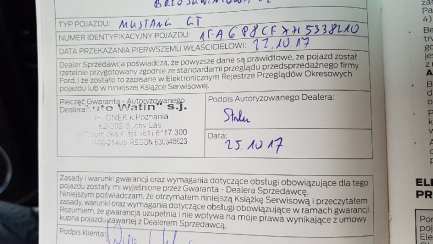 TYP POJAZDU: MUSTANG GT
NUMER IDENTYFIKACYJNY POJAZDU:
DATA PRZEKAZANIA PIERWSZEMU WŁAŚCICIELOWI: 27.10.17
Dealer Sprzedawca poświadcza, że powyższe dane są prawidłowe, że pojazd został
rzetelnie przygotowany zgodnie ze standardami przeglądu przedsprzedażnego firmy
Ford, i że zostało to zapisane w Elektronicznym Rejestrze Przeglądów Okresowych
pojazdu lub w niniejszej Książce Serwisowej.
Pieczęć Gwaranta - Autoryzowanego
Dealera: "Auto Watin" s.j.
Podpis Autoryzowanego Dealera:
Data:
25 10 17
Zasady i warunki gwarancji oraz wymagania dotyczące obsługi obowiązujące dla tego
pojazdu zostały mi wyjaśnione przez Gwaranta - Dealera Sprzedawcę.
Niniejszym poświadczam, że otrzymałem niniejszą Książkę Serwisową i przeczytałem
zasady, warunki oraz wymagania dotyczące obsługi obowiązujące w ramach gwarancji.
Rozumiem, że gwarancja uzupełnia i nie wpływa na moje prawa wynikające z umowy
kupna pojazdu zawartej z Dealerem Sprzedawcą.
Podpis klienta: